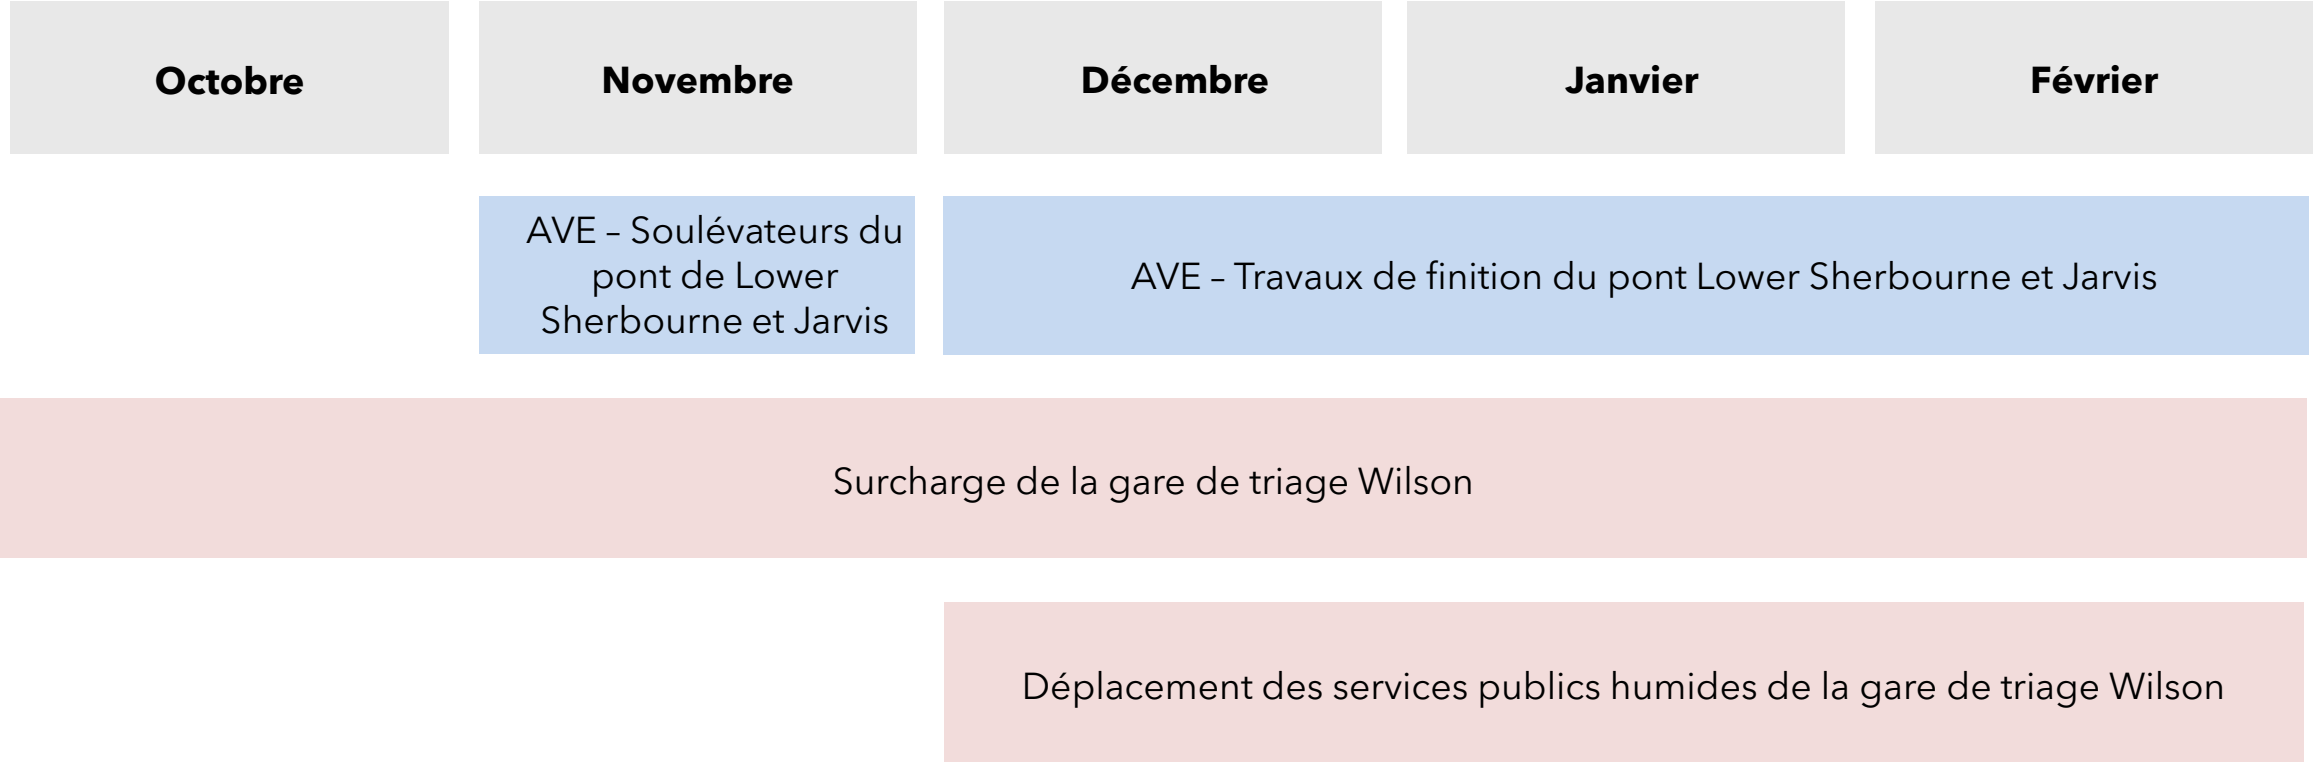 Octobre
Novembre
Décembre
Janvier
Février
AVE – Soulévateurs du
pont de Lower
Sherbourne et Jarvis
AVE – Travaux de finition du pont Lower Sherbourne et Jarvis
Surcharge de la gare de triage Wilson
Déplacement des services publics humides de la gare de triage Wilson